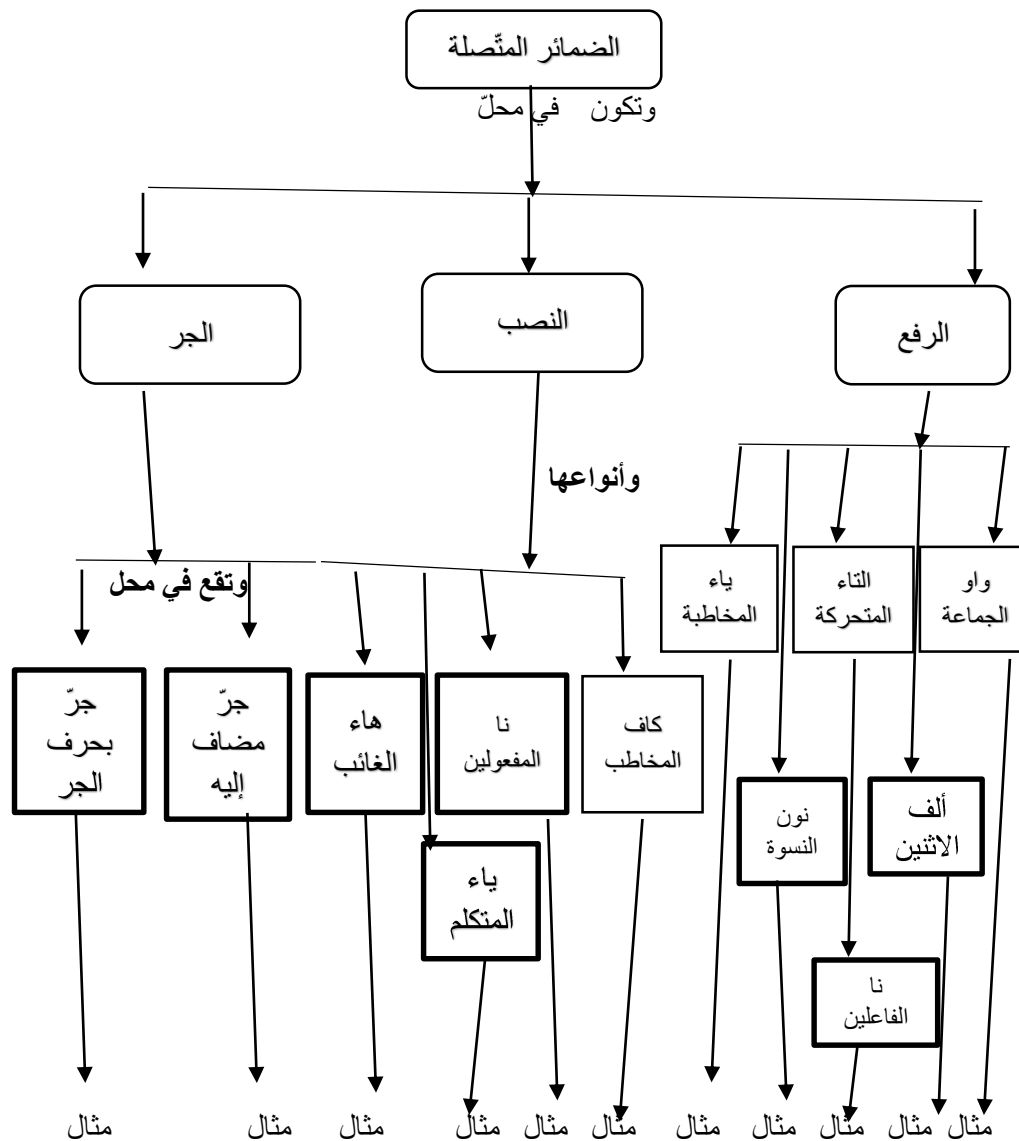 الضمائر المتّصلة
وتكون في محلّ
الرفع
النصب
الجر
وأنواعها
وتقع في محل
واو
الجماعة
التاء
المتحركة
ياء
المخاطبة
كاف
المخاطب
نا
المفعولين
هاء
الغائب
جرّ
مضاف
إليه
جرّ
بحرف
الجر
ألف
الاثنين
نون
النسوة
ياء
المتكلم
نا
الفاعلين
مثال مثال مثال مثال مثال مثال مثال مثال مثال مثال مثال